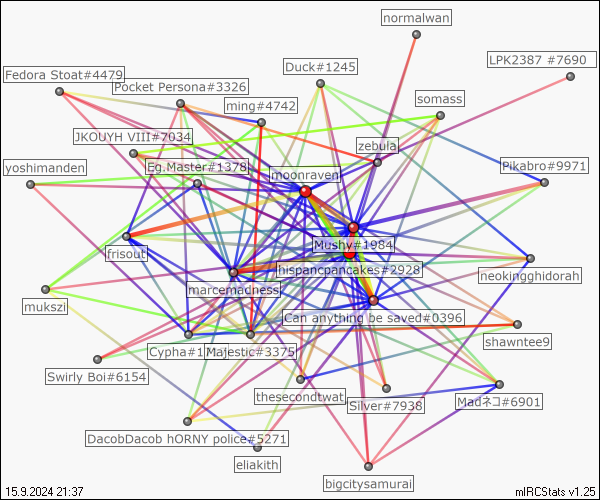 normalwan
LPK2387 #7690
Duck#1245
Fedora Stoat#4479
Pocket Persona#3326
ming#4742
somass
JKOUYH VIII#7034
zebula
yoshimanden
Eg.Master#1378
moonraven
Pikabro#9971
Mushy#1984
frisout
hispancpancakes#2928
neokingghidorah
marcemadness
mukszi
Can anything be saved#0396
shawntee9
Cypha#1
Majestic#3375
Swirly Boi#6154
thesecondtwat
Silver#7938
Madネコ#6901
DacobDacob hORNY police#5271
eliakith
bigcitysamurai
15.9.2024 21:37
mIRCStats v1.25